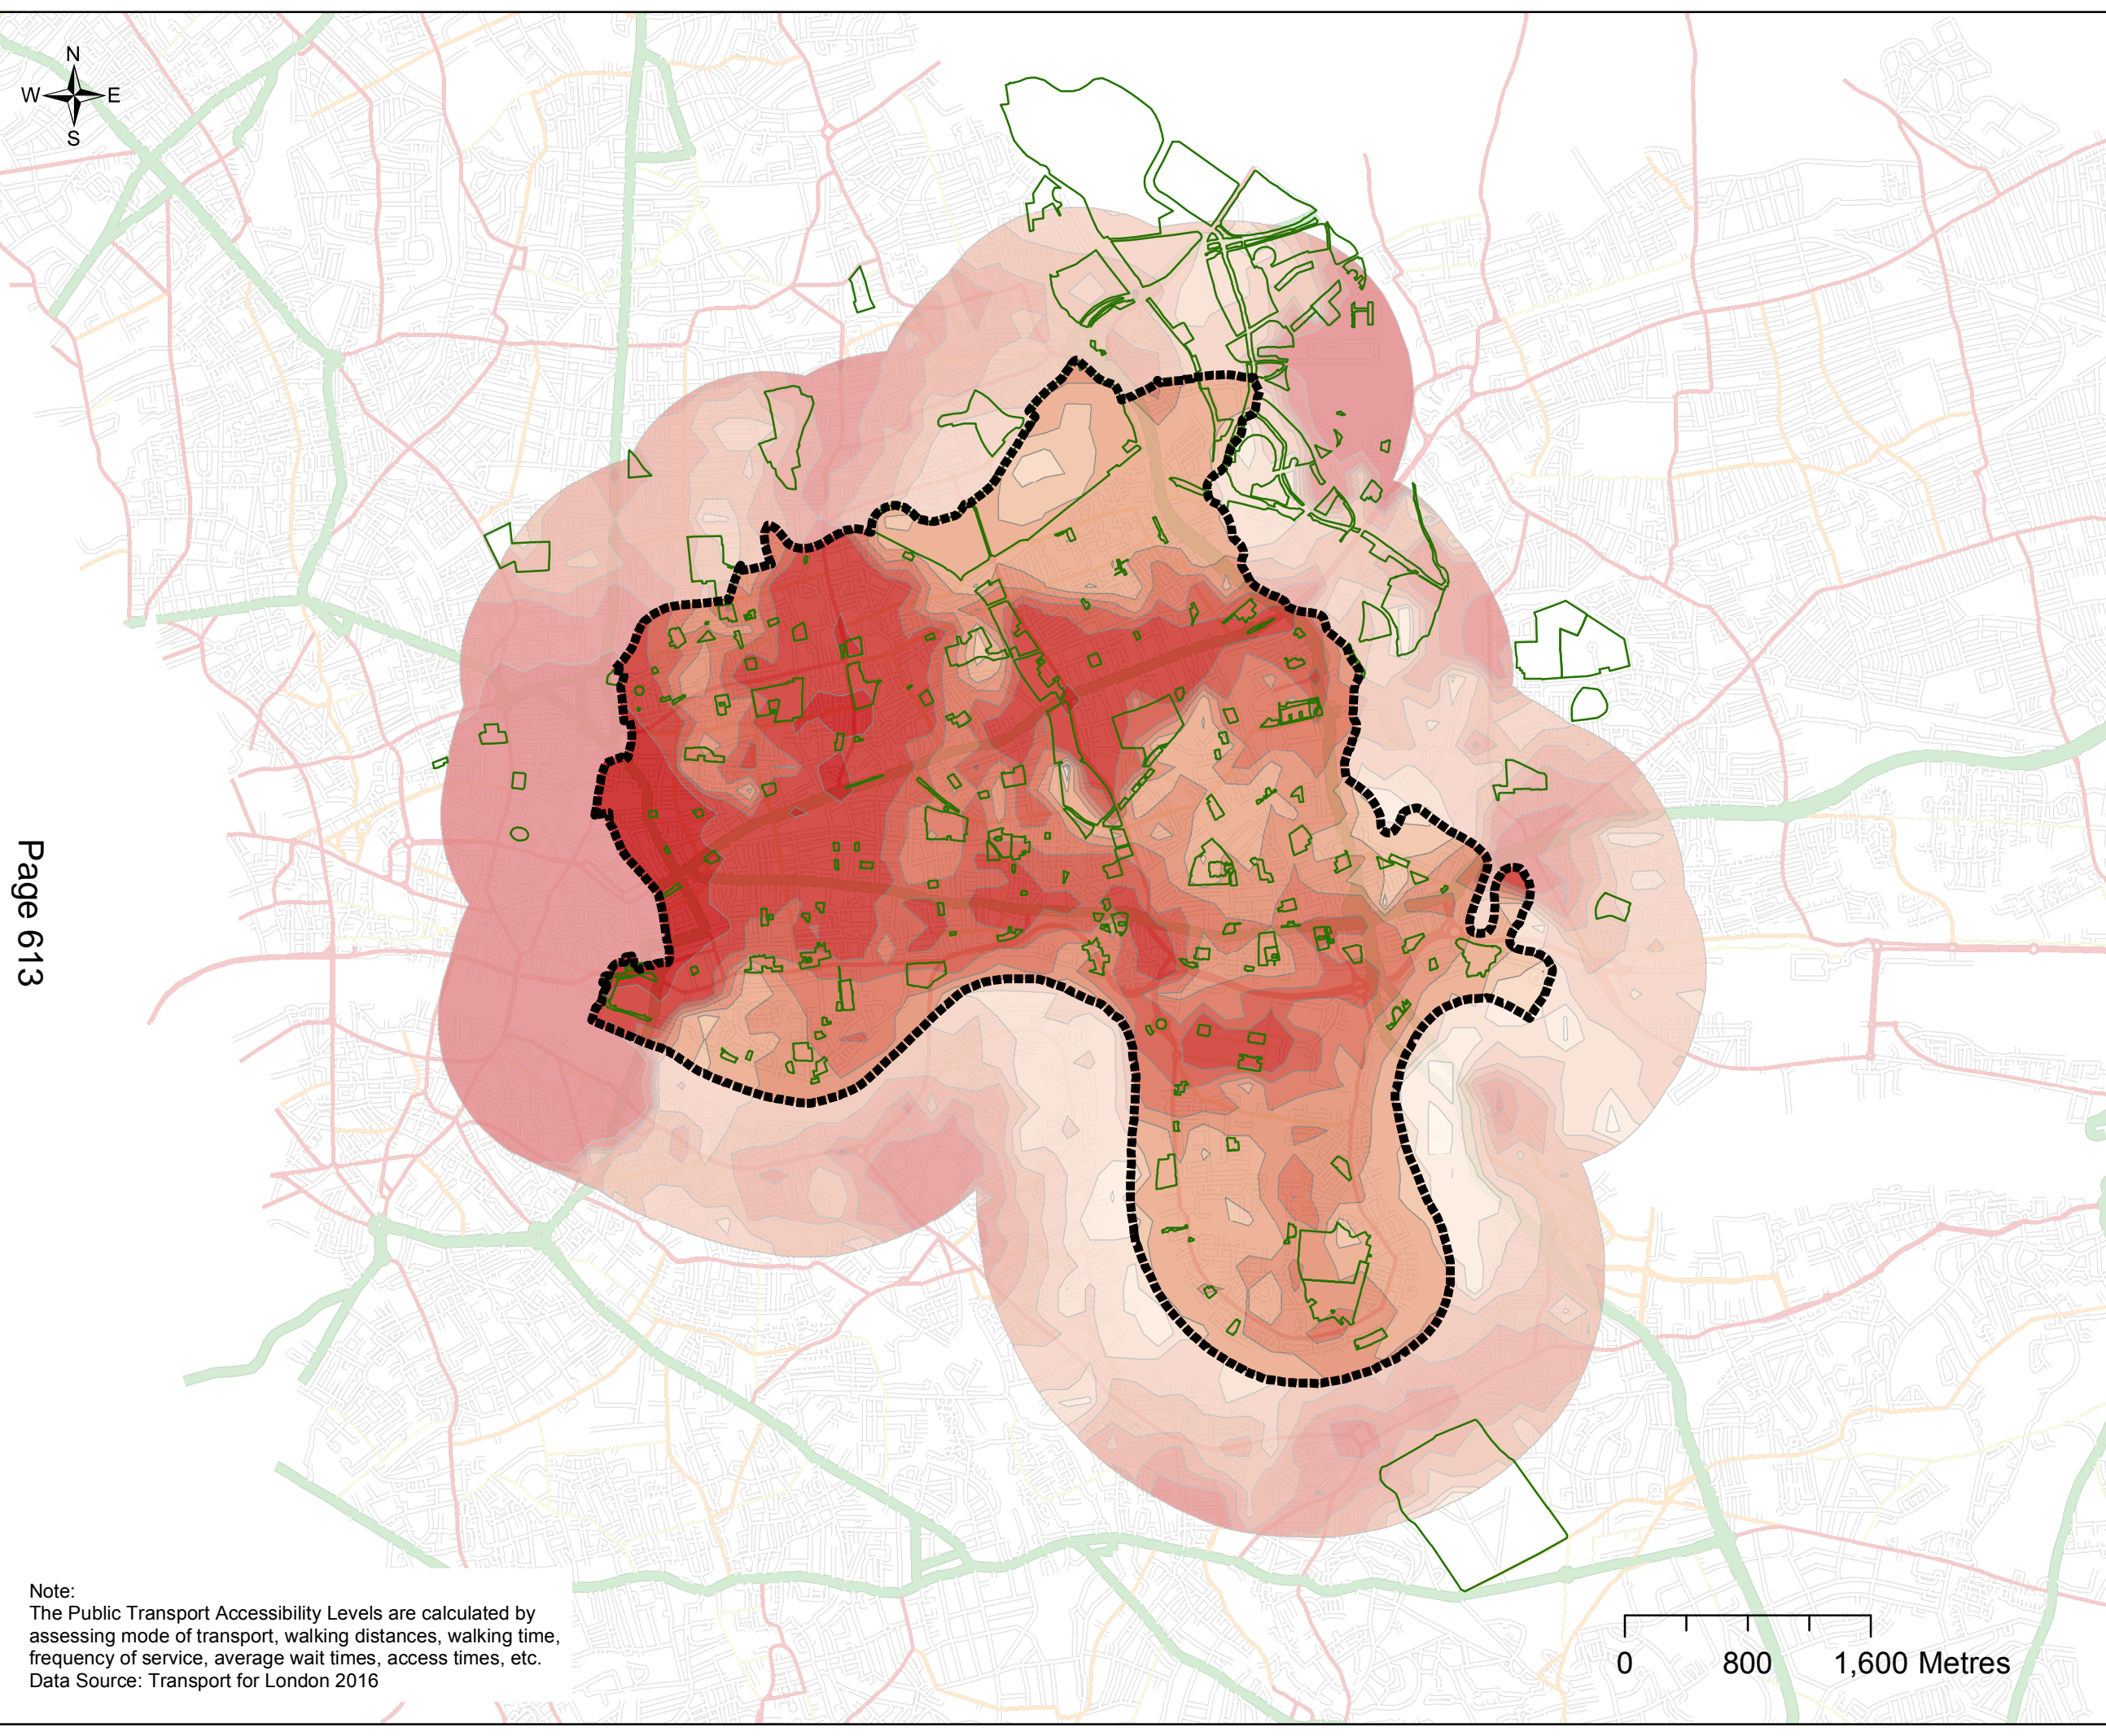 N
W E
S
Page 613
Note:
The Public Transport Accessibility Levels are calculated by
assessing mode of transport, walking distances, walking time,
frequency of service, average wait times, access times, etc.
Data Source: Transport for London 2016
0 800 1,600 Metres